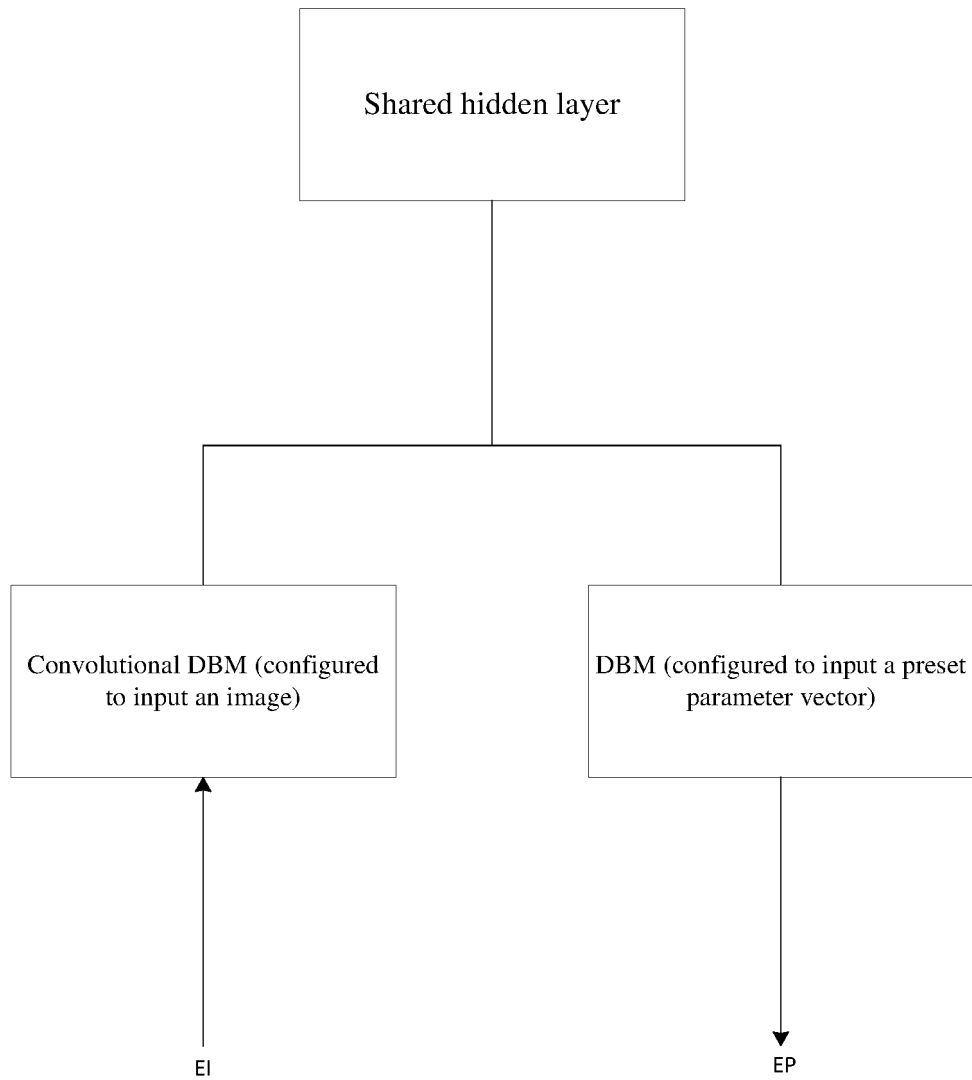 Shared hidden layer
Convolutional DBM (configured
to input an image)
DBM (configured to input a preset
parameter vector)
EI
EP